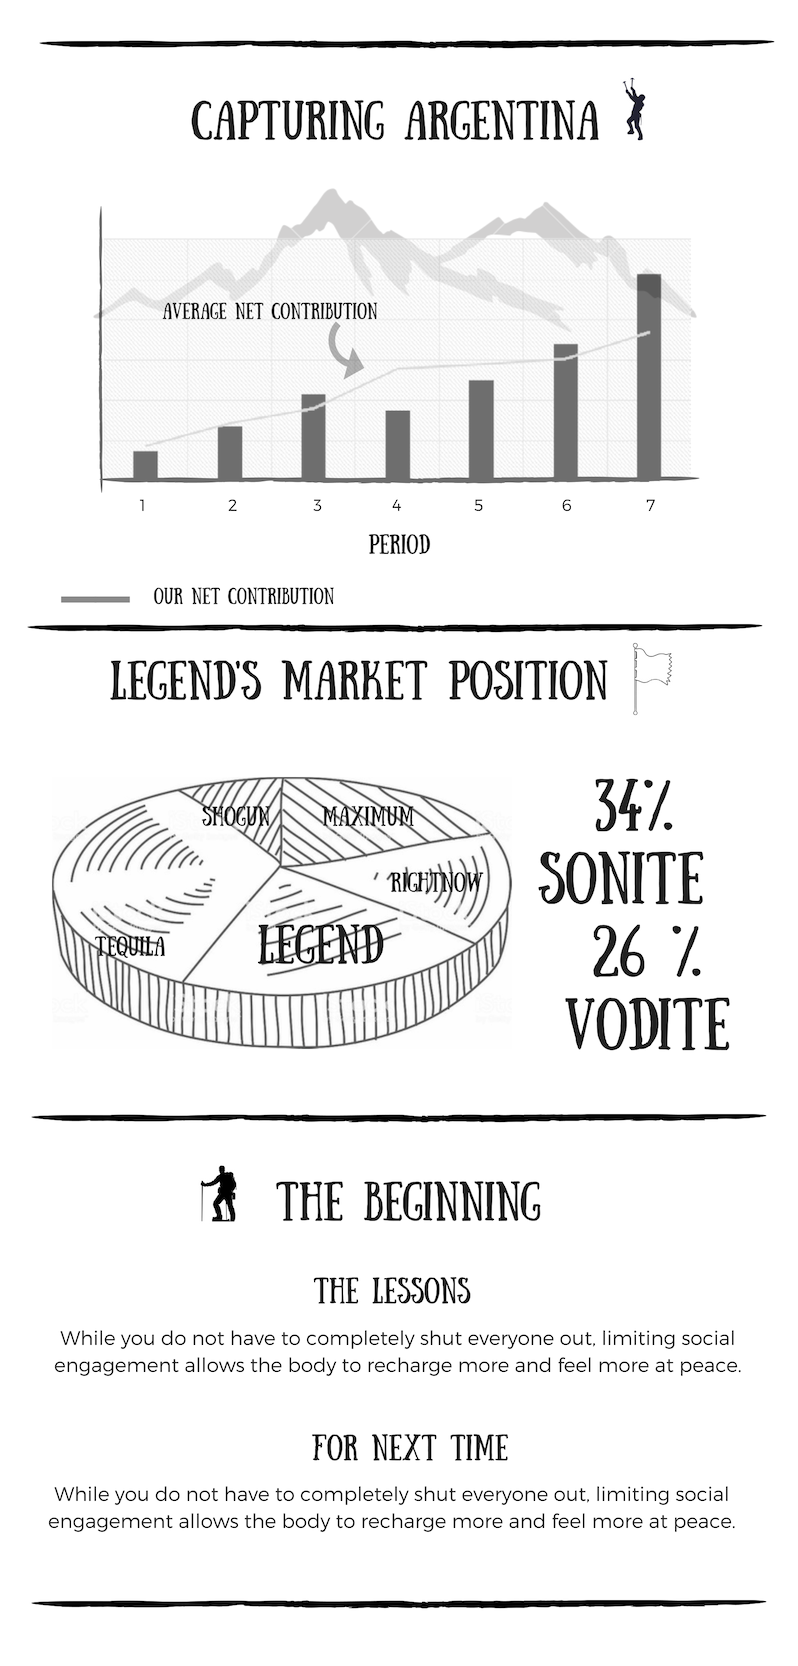 CAPTURING ARGENTINA
AVERAGE NET CONTRIBUTION
1 2 3 4 5 6 7
PERIOD
OUR NET CONTRIBUTION
LEGEND'S MARKET POSITION
SHOGUN
MAXIMUM
RIGHTNOW
TEQUILA
LEGEND
34%
SONITE
26 %
VODITE
THE BEGINNING
THE LESSONS
While you do not have to completely shut everyone out, limiting social
engagement allows the body to recharge more and feel more at peace.
FOR NEXT TIME
While you do not have to completely shut everyone out, limiting social
engagement allows the body to recharge more and feel more at peace.